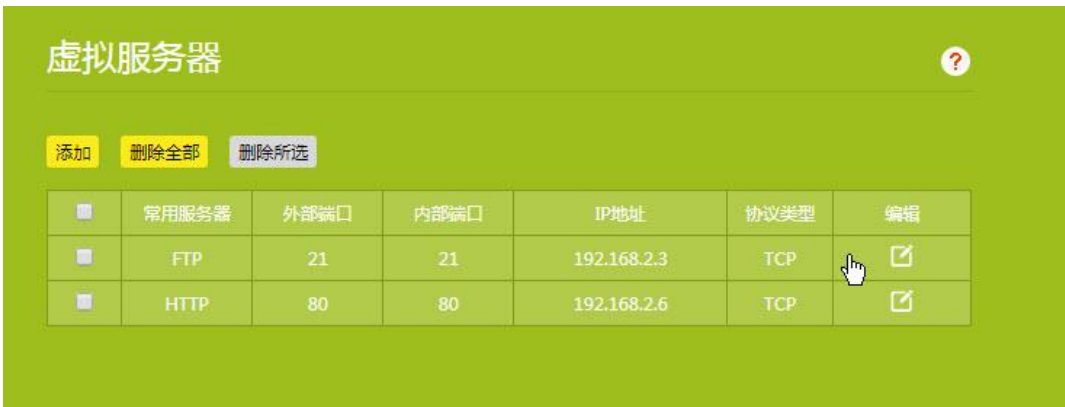 虚拟服务器
?
添加 删除全部 删除所选
常用服务器 外部端口 内部端口 IP地址 协议类型 编辑
FTP 21 21 192.168.2.3 TCP
HTTP 80 80 192.168.2.6 TCP